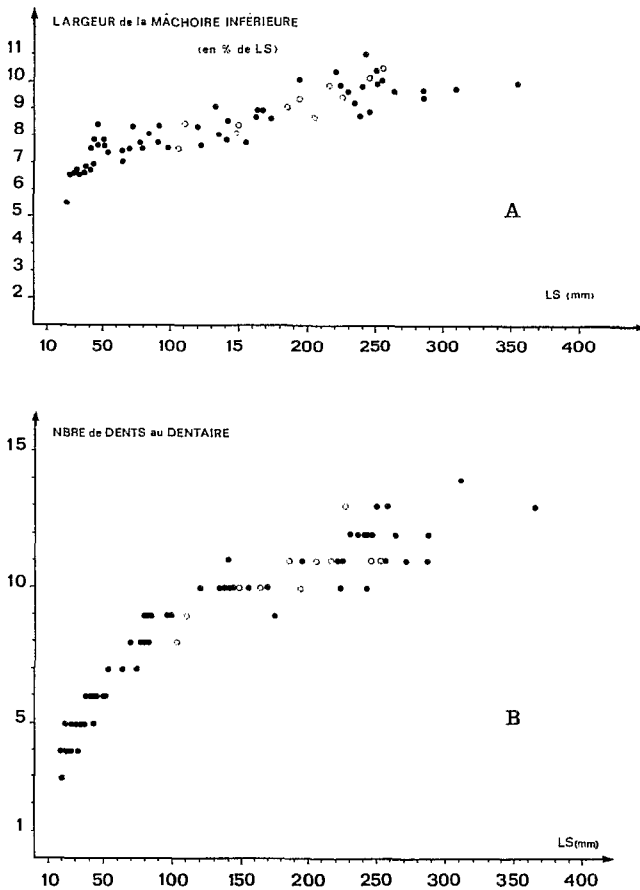 LARGEUR de la MÂCHOIRE INFÉRIEURE
(en % de LS)
11
10
9
8
7
6
5
4
3
2
A
LS (mm)
10 50 100 15 200 250 300 350 400
NBRE de DENTS au DENTAIRE
15
10
5
1
B
LS(mm)
10 50 100 150 200 250 300 350 400